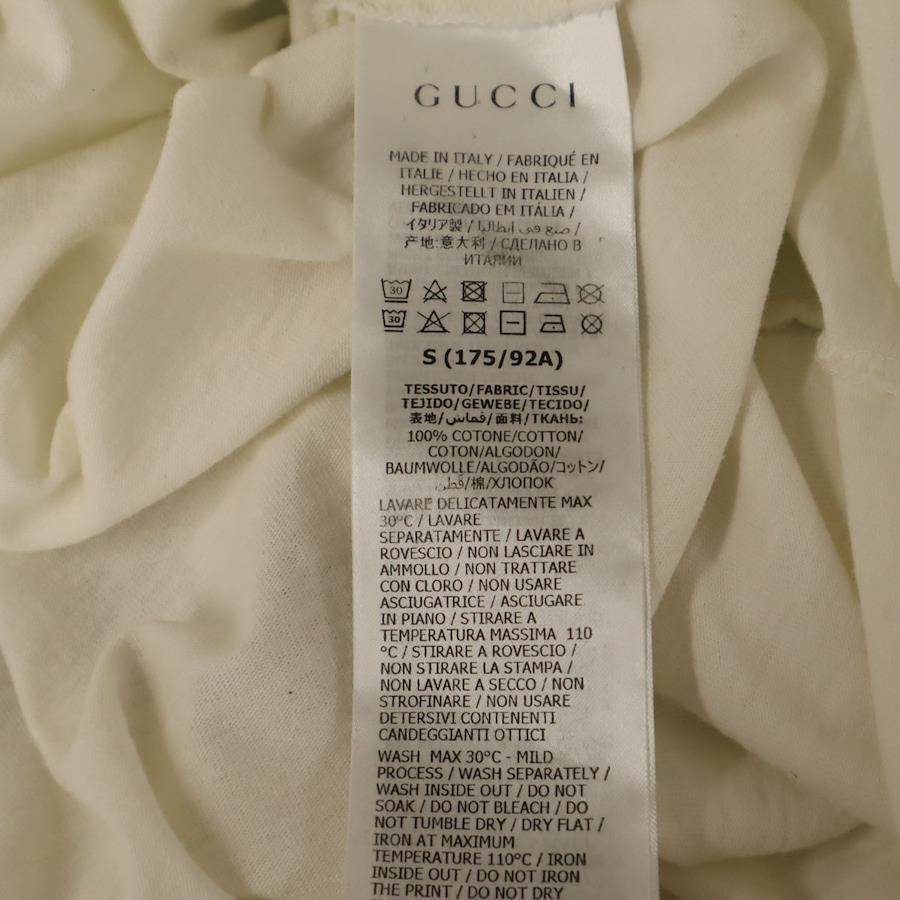 GUCCI
MADE IN ITALY / FABRIQUÉ EN
ITALIE / HECHO EN ITALIA /
HERGESTELLT IN ITALIEN /
FABRICADO EM ITÁLIA /
イタリア製 / صنع في إيطاليا /
产地:意大利 / СДЕЛАНО В
ИТАЛИИ
30
30
S (175/92A)
TESSUTO/FABRIC/TISSU/
TEJIDO/GEWEBE/TECIDO/
表地/قماش/面料/ТКАНЬ:
100% COTONE/COTTON/
COTON/ALGODON/
BAUMWOLLE/ALGODÃO/コットン/
قطن/棉/ХЛОПОК
LAVARE DELICATAMENTE MAX
30°C / LAVARE
SEPARATAMENTE / LAVARE A
ROVESCIO / NON LASCIARE IN
AMMOLLO / NON TRATTARE
CON CLORO / NON USARE
ASCIUGATRICE / ASCIUGARE
IN PIANO / STIRARE A
TEMPERATURA MASSIMA 110
°C / STIRARE A ROVESCIO /
NON STIRARE LA STAMPA /
NON LAVARE A SECCO / NON
STROFINARE / NON USARE
DETERSIVI CONTENENTI
CANDEGGIANTI OTTICI
WASH MAX 30°C - MILD
PROCESS / WASH SEPARATELY /
WASH INSIDE OUT / DO NOT
SOAK / DO NOT BLEACH / DO
NOT TUMBLE DRY / DRY FLAT /
IRON AT MAXIMUM
TEMPERATURE 110°C / IRON
INSIDE OUT / DO NOT IRON
THE PRINT / DO NOT DRY